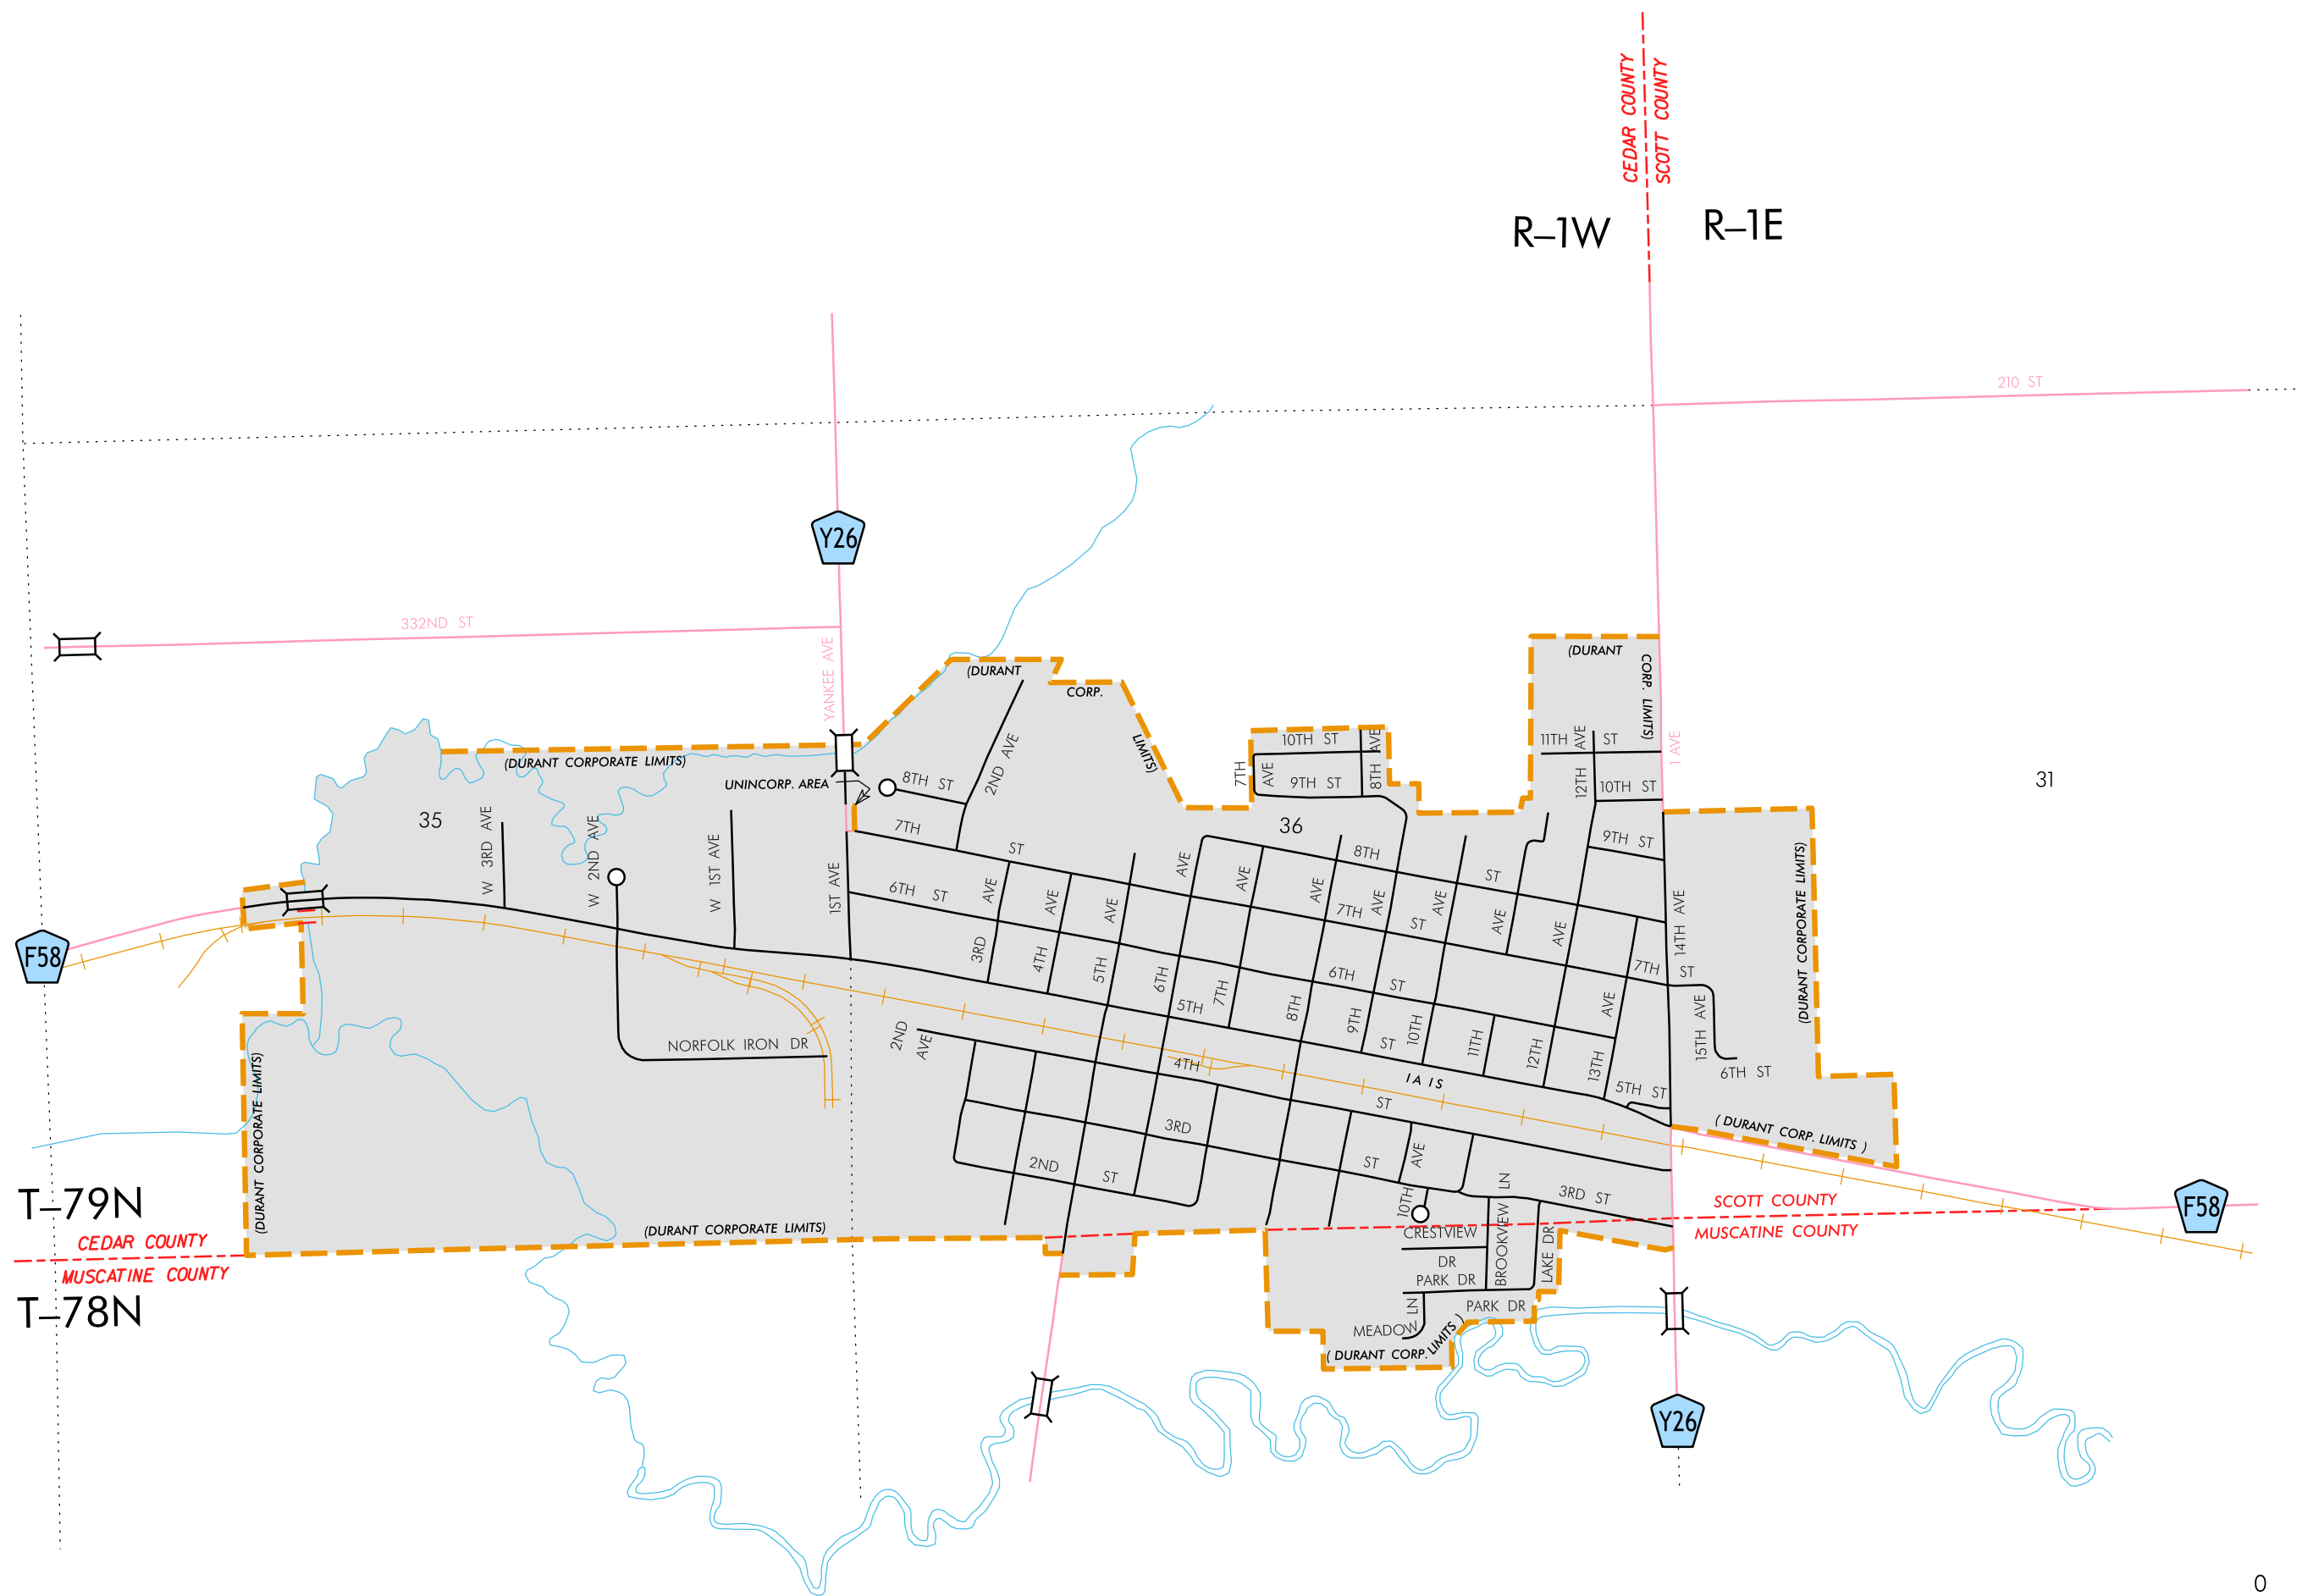 CEDAR COUNTY
SCOTT COUNTY
R–1W
R–1E
210 ST
Y26
332ND ST
YANKEE AVE
(DURANT
CORP.
LIMITS)
(DURANT
CORP. LIMITS)
1 AVE
(DURANT CORPORATE LIMITS)
UNINCORP. AREA
8TH ST
2ND AVE
10TH ST
7TH AVE
9TH ST
8TH AVE
11TH ST
12TH AVE
10TH ST
31
35
36
W 3RD AVE
W 2ND AVE
W 1ST AVE
1ST AVE
7TH ST
6TH ST
8TH ST
9TH ST
7TH ST
14TH AVE
(DURANT CORPORATE LIMITS)
3RD AVE
4TH AVE
5TH AVE
6TH AVE
7TH AVE
8TH AVE
9TH AVE
10TH AVE
11TH AVE
12TH AVE
13TH AVE
7TH ST
6TH ST
5TH ST
15TH AVE
6TH ST
5TH ST
F58
NORFOLK IRON DR
2ND AVE
4TH ST
IAIS
(DURANT CORPORATE LIMITS)
3RD ST
2ND ST
10TH AVE
3RD ST
( DURANT CORP. LIMITS )
T–79N
CEDAR COUNTY
MUSCATINE COUNTY
T–78N
(DURANT CORPORATE LIMITS)
SCOTT COUNTY
MUSCATINE COUNTY
F58
CRESTVIEW DR
BROOKVIEW LN
LAKE DR
PARK DR
PARK DR
MEADOW LN
( DURANT CORP. LIMITS )
Y26
0